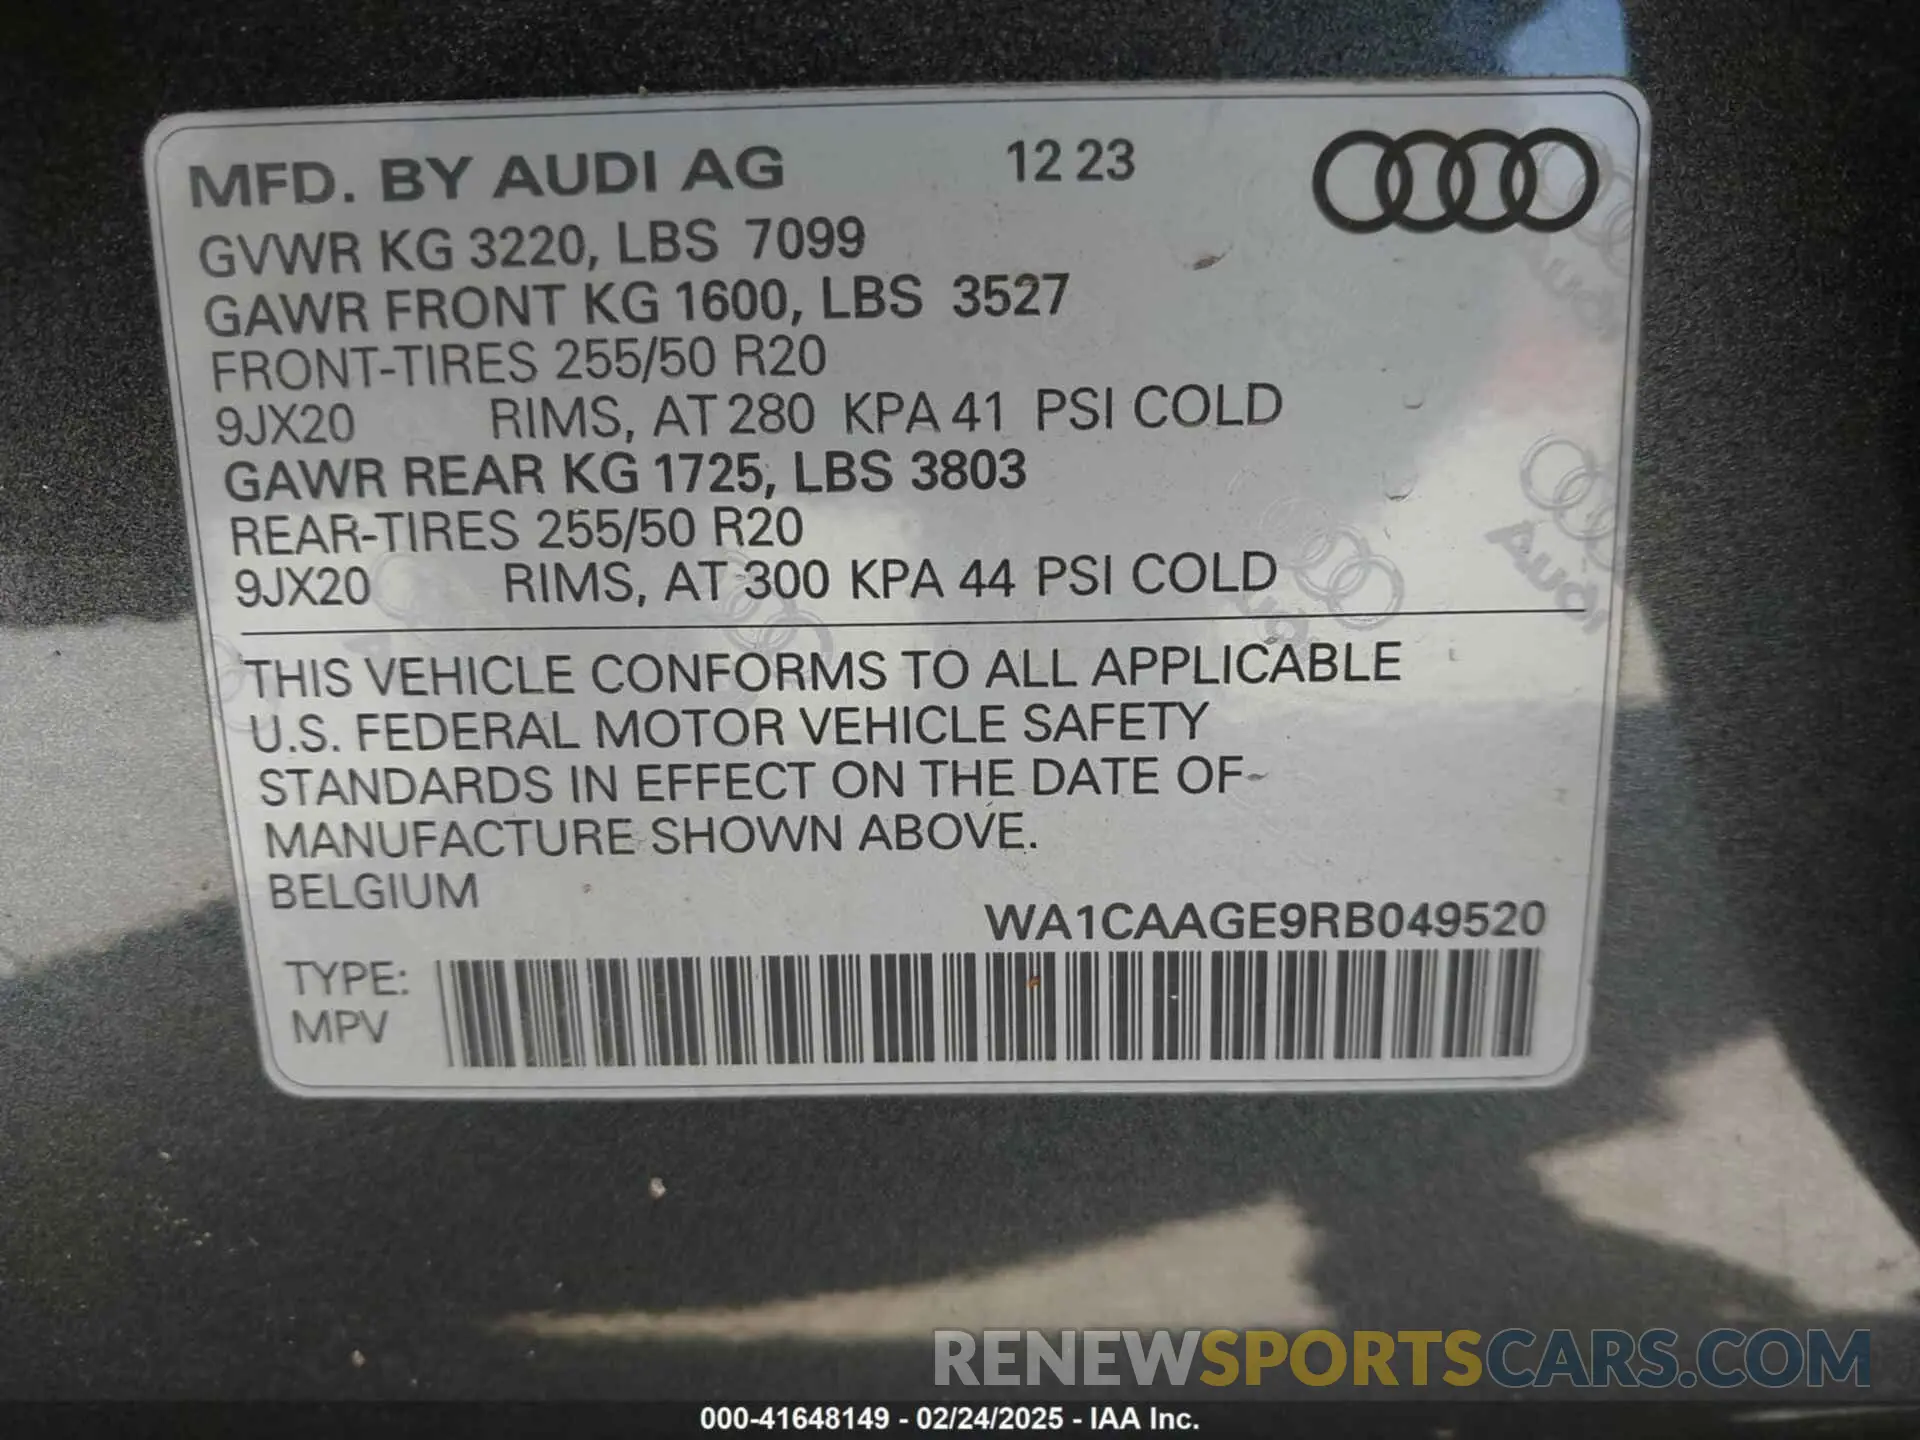 MFD. BY AUDI AG 12 23
GVWR KG 3220, LBS 7099
GAWR FRONT KG 1600, LBS 3527
FRONT-TIRES 255/50 R20
9JX20 RIMS, AT 280 KPA 41 PSI COLD
GAWR REAR KG 1725, LBS 3803
REAR-TIRES 255/50 R20
9JX20 RIMS, AT 300 KPA 44 PSI COLD
THIS VEHICLE CONFORMS TO ALL APPLICABLE
U.S. FEDERAL MOTOR VEHICLE SAFETY
STANDARDS IN EFFECT ON THE DATE OF
MANUFACTURE SHOWN ABOVE.
BELGIUM
WA1CAAGE9RB049520
TYPE:
MPV
Audi
Audi
RENEWSPORTSCARS.COM
000-41648149 - 02/24/2025 - IAA Inc.